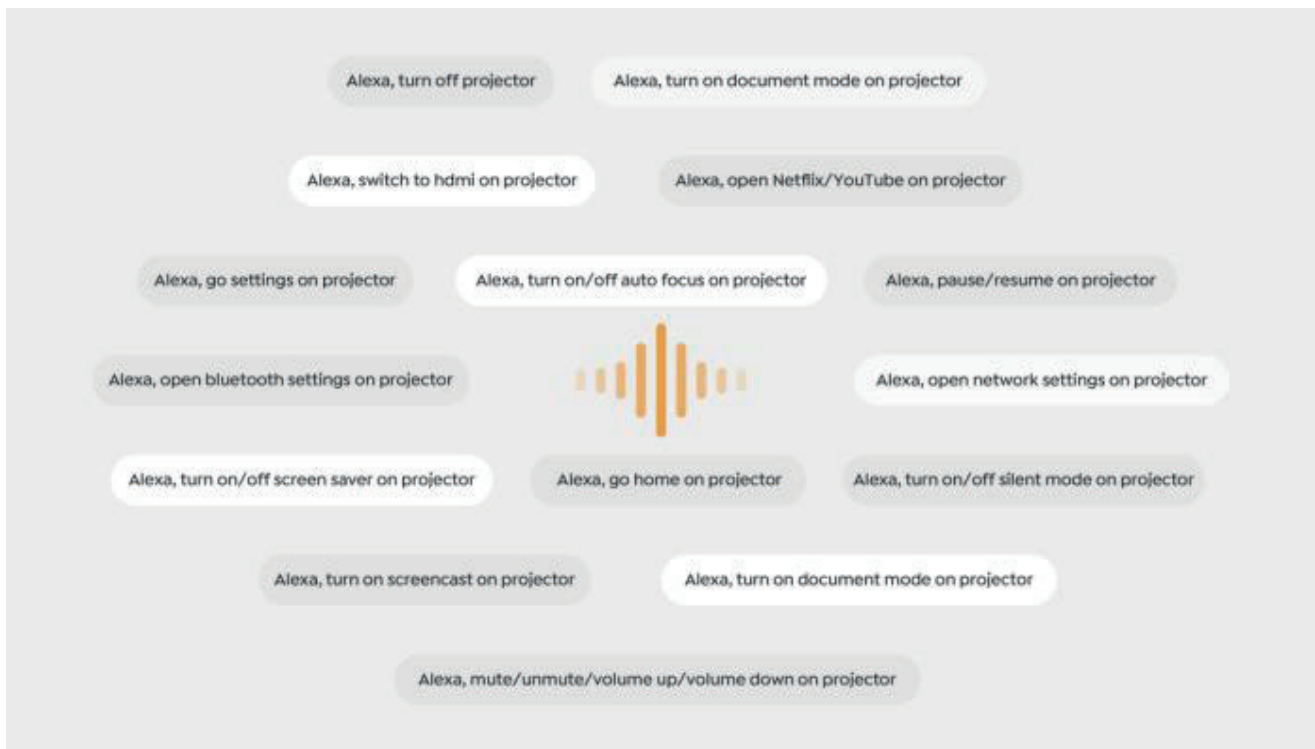 Alexa, turn off projector
Alexa, turn on document mode on projector
Alexa, switch to hdmi on projector
Alexa, open Netflix/YouTube on projector
Alexa, go settings on projector
Alexa, turn on/off auto focus on projector
Alexa, pause/resume on projector
Alexa, open bluetooth settings on projector
Alexa, open network settings on projector
Alexa, turn on/off screen saver on projector
Alexa, go home on projector
Alexa, turn on/off silent mode on projector
Alexa, turn on screencast on projector
Alexa, turn on document mode on projector
Alexa, mute/unmute/volume up/volume down on projector